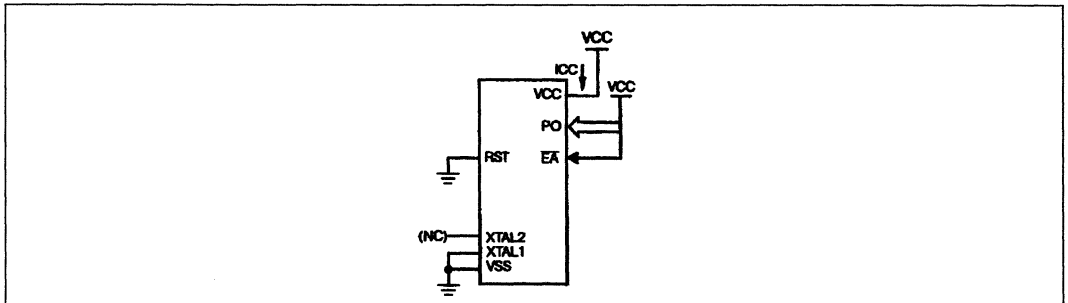 VCC
ICC
VCC
VCC
PO
RST
EA
(NC)
XTAL2
XTAL1
VSS